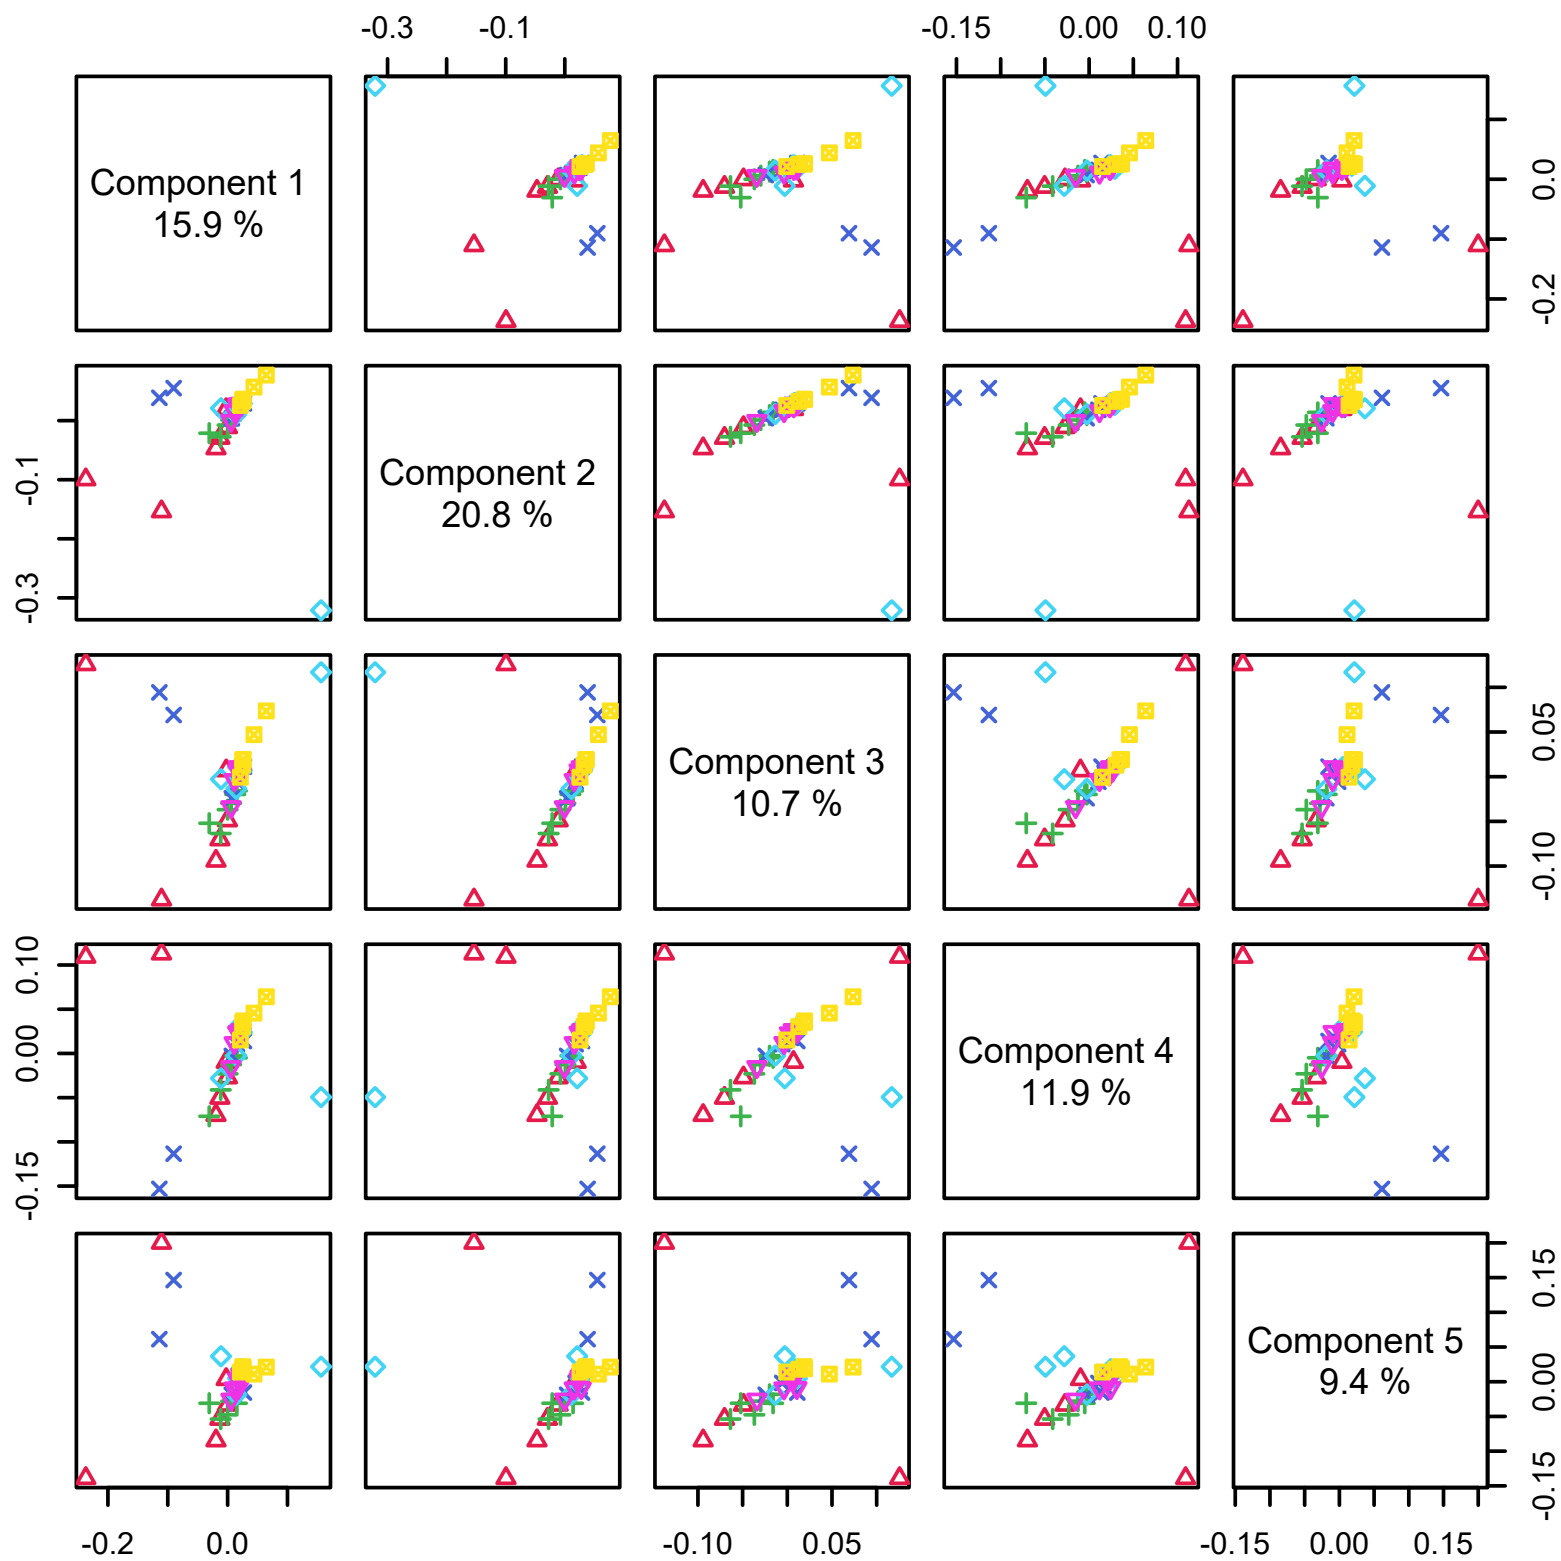 -0.3 -0.1 -0.15 0.00 0.10
Component 1
15.9 %
0.0
-0.2
Component 2
20.8 %
-0.1
-0.3
Component 3
10.7 %
0.05
-0.10
Component 4
11.9 %
0.10
0.00
-0.15
Component 5
9.4 %
0.15
0.00
-0.15
-0.2 0.0 -0.10 0.05 -0.15 0.00 0.15